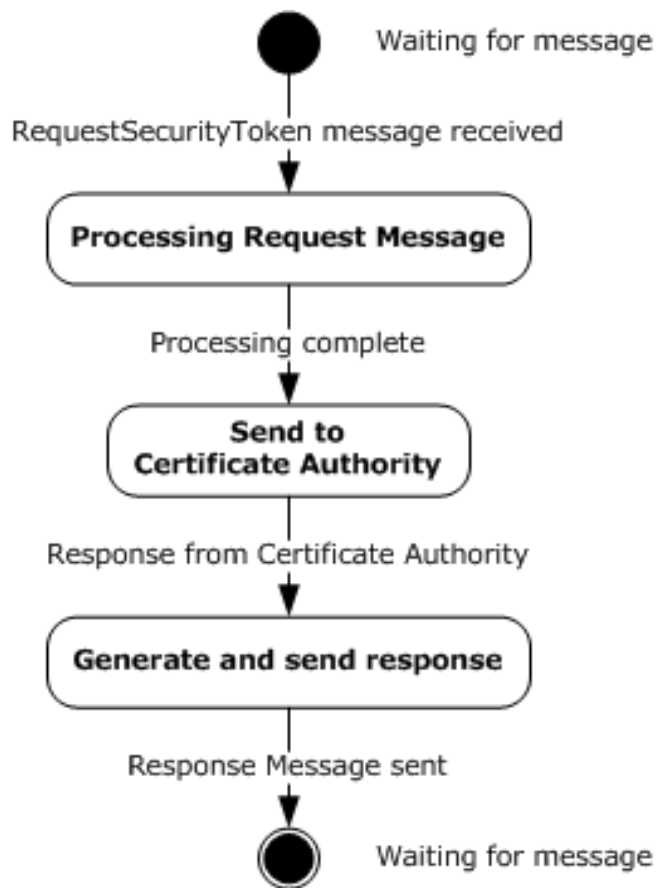 Waiting for message
RequestSecurityToken message received
Processing Request Message
Processing complete
Send to
Certificate Authority
Response from Certificate Authority
Generate and send response
Response Message sent
Waiting for message